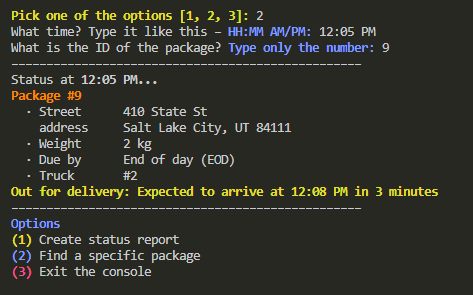 Pick one of the options [1, 2, 3]: 2
What time? Type it like this – HH:MM AM/PM: 12:05 PM
What is the ID of the package? Type only the number: 9
--------------------------------------------------
Status at 12:05 PM...
Package #9
· Street 410 State St
address Salt Lake City, UT 84111
· Weight 2 kg
· Due by End of day (EOD)
· Truck #2
Out for delivery: Expected to arrive at 12:08 PM in 3 minutes
--------------------------------------------------
Options
(1) Create status report
(2) Find a specific package
(3) Exit the console